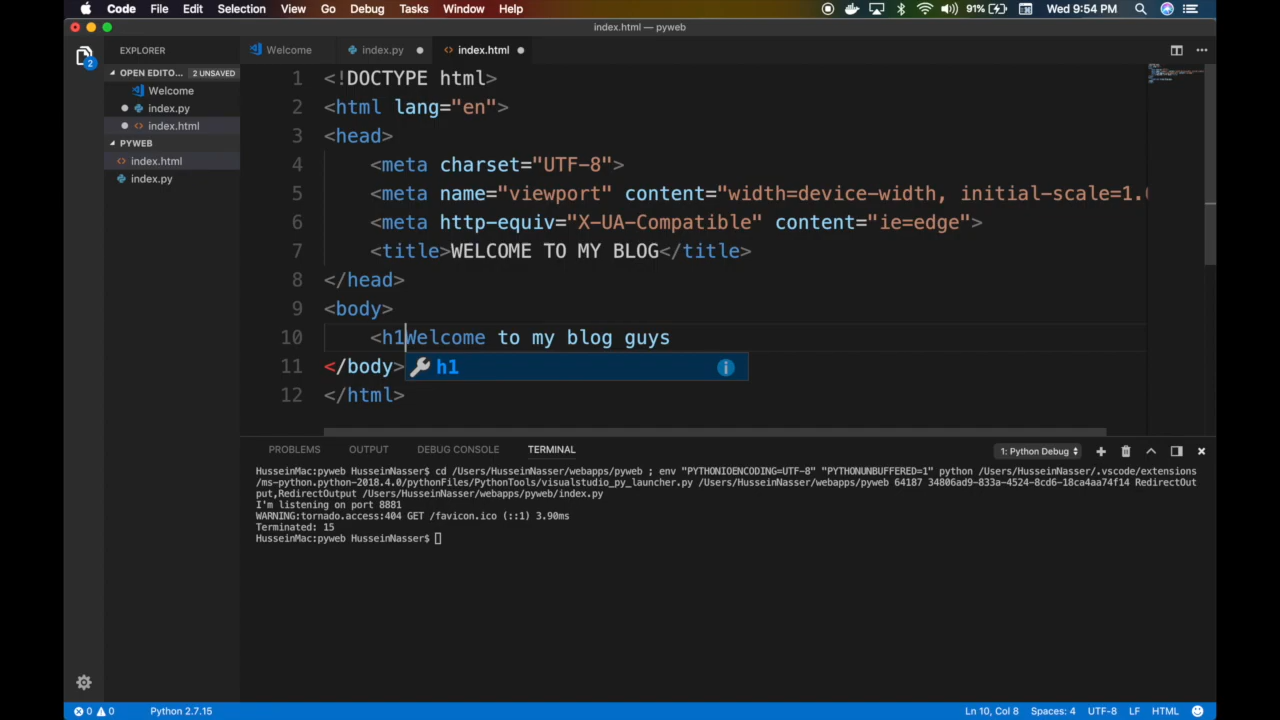 Code File Edit Selection View Go Debug Tasks Window Help 91% Wed 9:54 PM
index.html — pyweb
EXPLORER
Welcome index.py index.html
OPEN EDITO... 2 UNSAVED
Welcome
index.py
index.html
PYWEB
index.html
index.py
2
1 <!DOCTYPE html>
2 <html lang="en">
3 <head>
4 <meta charset="UTF-8">
5 <meta name="viewport" content="width=device-width, initial-scale=1.
6 <meta http-equiv="X-UA-Compatible" content="ie=edge">
7 <title>WELCOME TO MY BLOG</title>
8 </head>
9 <body>
10 <h1Welcome to my blog guys
11 </body>
h1
12 </html>
PROBLEMS OUTPUT DEBUG CONSOLE TERMINAL 1: Python Debug
HusseinMac:pyweb HusseinNasser$ cd /Users/HusseinNasser/webapps/pyweb ; env "PYTHONIOENCODING=UTF-8" "PYTHONUNBUFFERED=1" python /Users/HusseinNasser/.vscode/extensions
/ms-python.python-2018.4.0/pythonFiles/PythonTools/visualstudio_py_launcher.py /Users/HusseinNasser/webapps/pyweb 64187 34806ad9-833a-4524-8cd6-18ca4aa74f14 RedirectOut
put,RedirectOutput /Users/HusseinNasser/webapps/pyweb/index.py
I'm listening on port 8881
WARNING:tornado.access:404 GET /favicon.ico (::1) 3.90ms
Terminated: 15
HusseinMac:pyweb HusseinNasser$
0 0 Python 2.7.15 Ln 10, Col 8 Spaces: 4 UTF-8 LF HTML